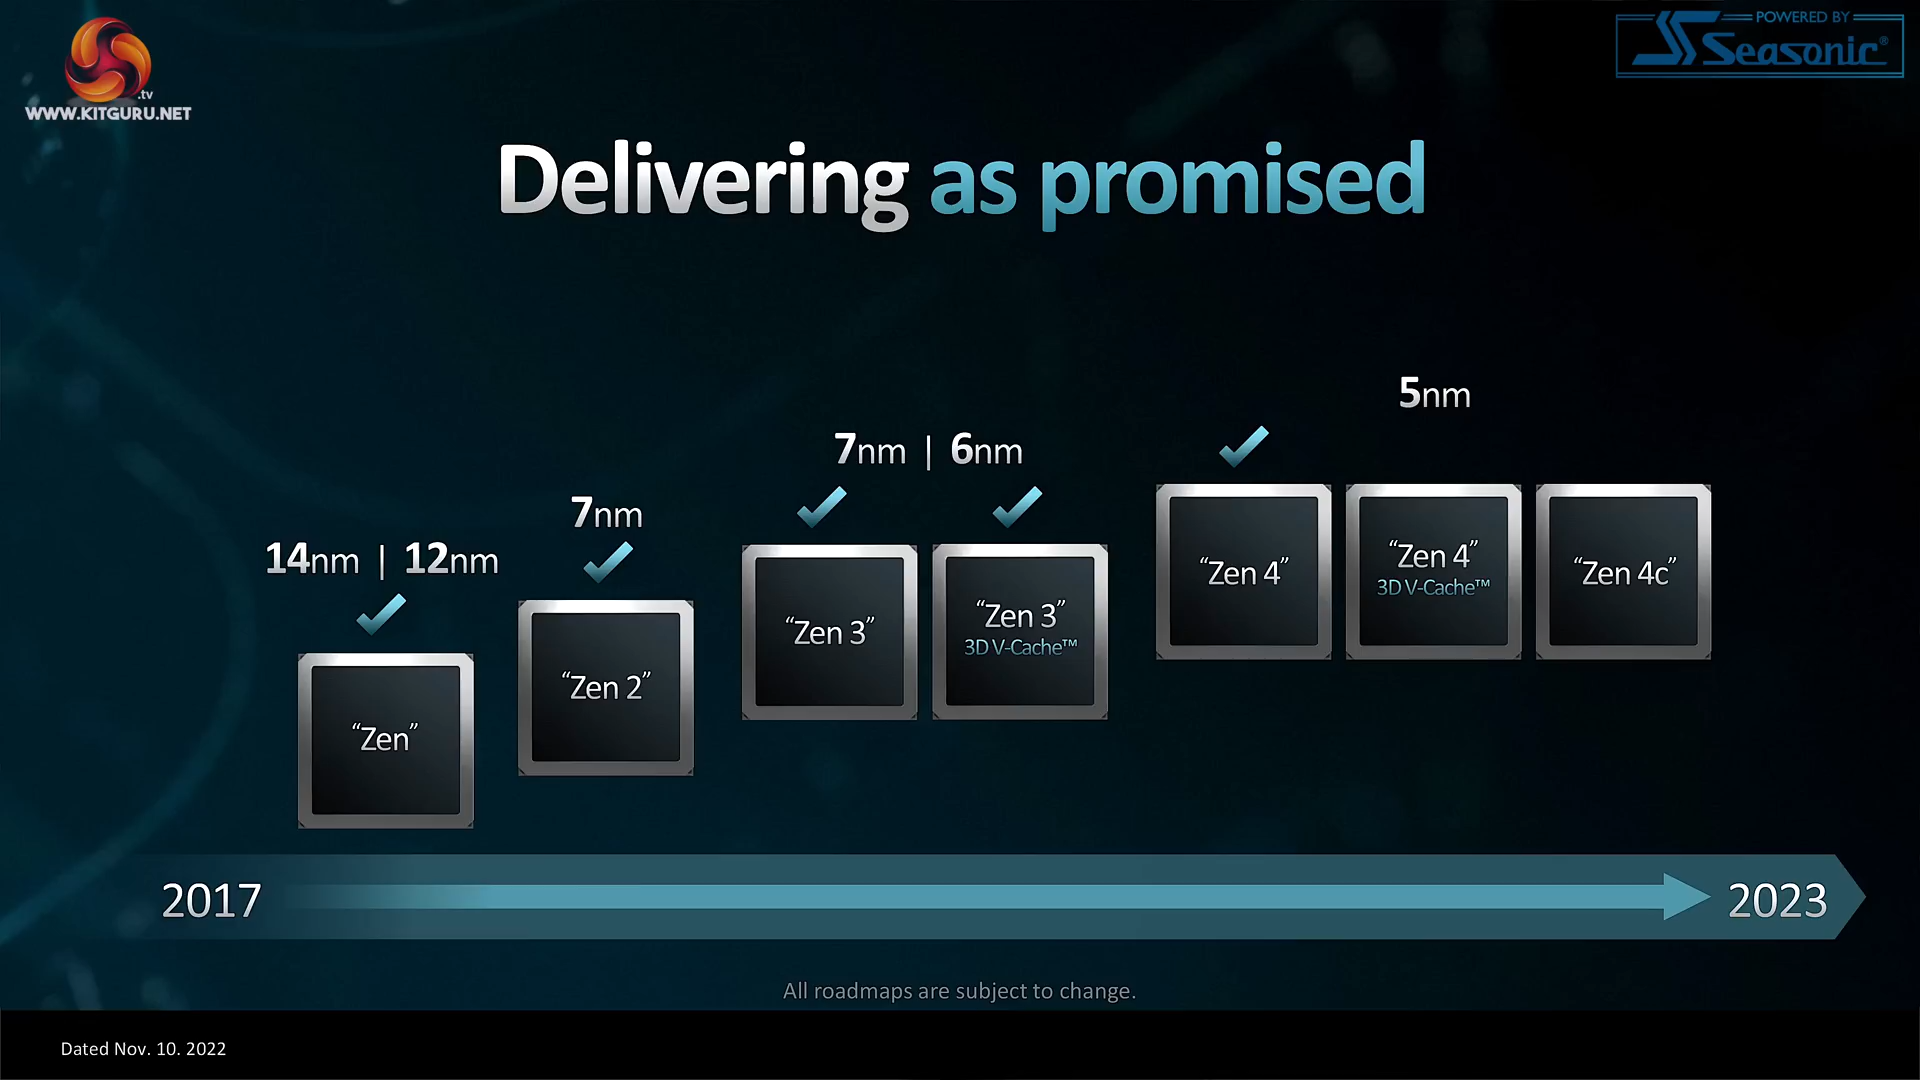 .tv
WWW.KITGURU.NET
POWERED BY
Seasonic®
Delivering as promised
5nm
7nm | 6nm
7nm
14nm | 12nm
“Zen”
“Zen 2”
“Zen 3”
“Zen 3”
3D V-Cache™
“Zen 4”
“Zen 4”
3D V-Cache™
“Zen 4c”
2017
2023
All roadmaps are subject to change.
Dated Nov. 10. 2022